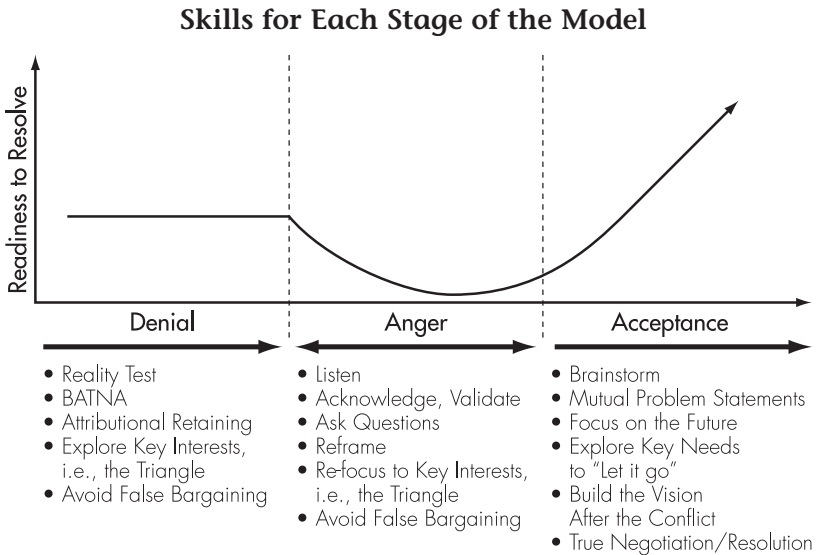 Skills for Each Stage of the Model
Readiness to Resolve
Denial
Anger
Acceptance
• Reality Test
• BATNA
• Attributional Retaining
• Explore Key Interests,
i.e., the Triangle
• Avoid False Bargaining
• Listen
• Acknowledge, Validate
• Ask Questions
• Reframe
• Re-focus to Key Interests,
i.e., the Triangle
• Avoid False Bargaining
• Brainstorm
• Mutual Problem Statements
• Focus on the Future
• Explore Key Needs
to “Let it go”
• Build the Vision
After the Conflict
• True Negotiation/Resolution